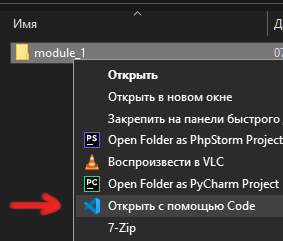 Имя
Да
module_1
07
Открыть
Открыть в новом окне
Закрепить на панели быстрого
Open Folder as PhpStorm Project
Воспроизвести в VLC
Open Folder as PyCharm Project
Открыть с помощью Code
7-Zip